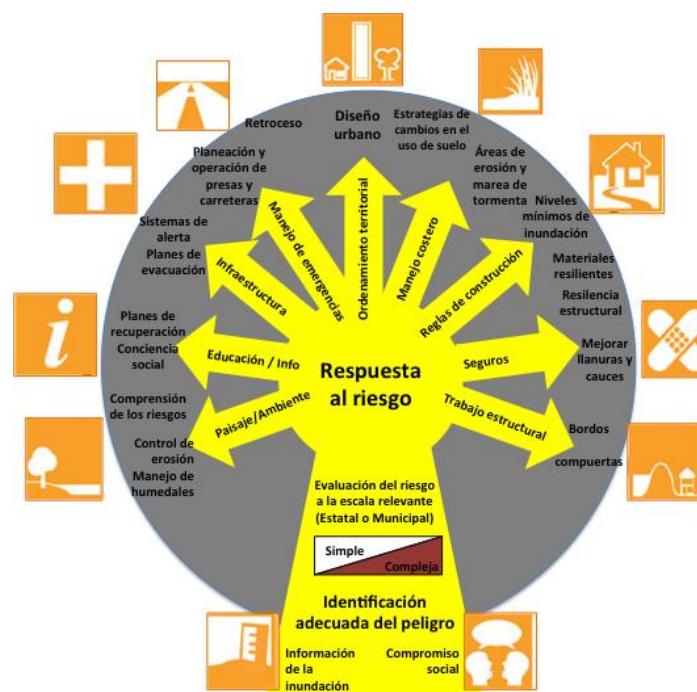 Diseño
urbano
Estrategias de
cambios en el
uso de suelo
Retroceso
Planeación y
operación de
presas y
carreteras
Áreas de
erosión y
marea de
tormenta
Sistemas de
alerta
Planes de
evacuación
Niveles
mínimos de
inundación
Materiales
resilientes
Resilencia
estructural
Planes de
recuperación
Conciencia
social
Mejorar
llanuras y
cauces
Comprensión
de los riesgos
Control de
erosión
Manejo de
humedales
Bordos
compuertas
Paisaje/Ambiente
Educación / Info
Infraestructura
Manejo de emergencias
Ordenamiento territorial
Manejo costero
Reglas de construcción
Seguros
Trabajo estructural
Respuesta
al riesgo
Evaluación del riesgo
a la escala relevante
(Estatal o Municipal)
Simple
Compleja
Identificación
adecuada del peligro
Información
de la
inundación
Compromiso
social
i